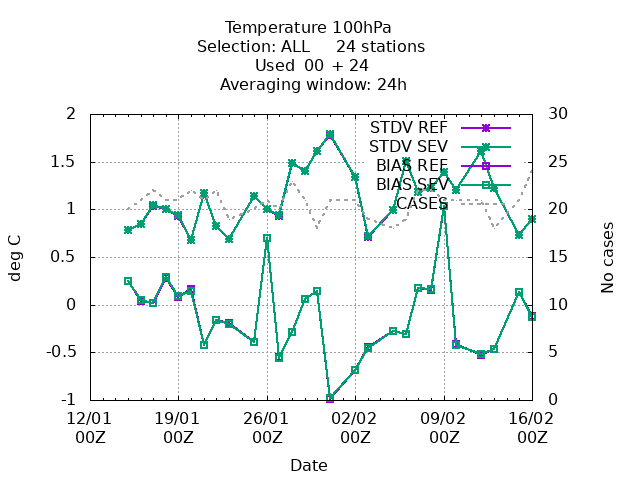 Temperature 100hPa
Selection: ALL 24 stations
Used 00 + 24
Averaging window: 24h
2 30
STDV REF
STDV SEV
1.5 25
BIAS REF
BIAS SEV
CASES
1 20
deg C
No cases
0.5 15
0 10
-0.5 5
-1 0
12/01 19/01 26/01 02/02 09/02 16/02
00Z 00Z 00Z 00Z 00Z 00Z
Date